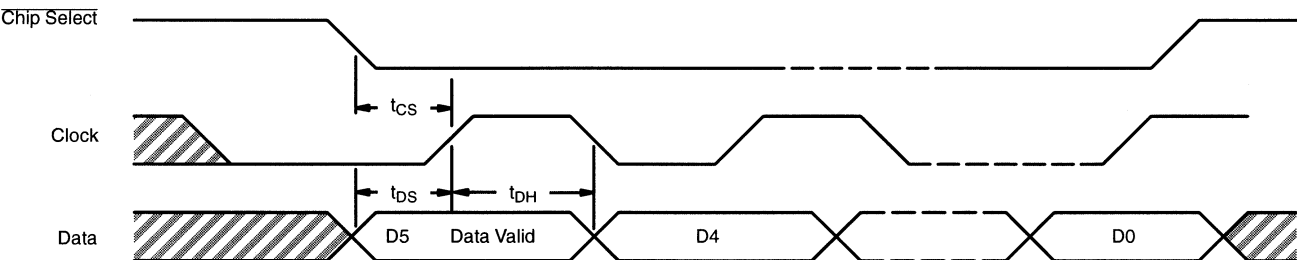 Chip Select
tCS
Clock
tDS
tDH
Data
D5
Data Valid
D4
D0